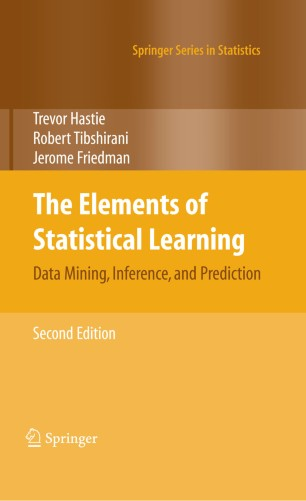 Springer Series in Statistics
Trevor Hastie
Robert Tibshirani
Jerome Friedman
The Elements of
Statistical Learning
Data Mining, Inference, and Prediction
Second Edition
Springer